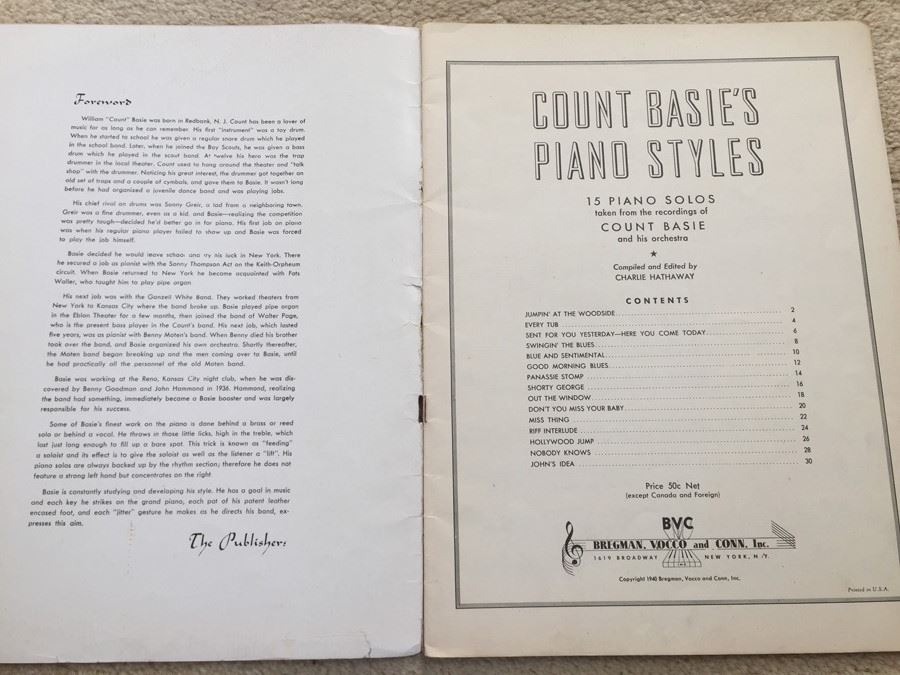 Foreword
William "Count" Basie was born in Redbank, N. J. Count has been a lover of
music for as long as he can remember. His first "instrument" was a toy drum.
When he started to school he was given a regular snare drum which he played
in the school band. Later, when he joined the Boy Scouts, he was given a bass
drum which he played in the scout band. At twelve his hero was the trap
drummer in the local theater. Count used to hang around the theater and "talk
shop" with the drummer. Noticing his great interest, the drummer got together an
old set of traps and a couple of cymbals, and gave them to Basie. It wasn't long
before he had organized a juvenile dance band and was playing jobs.
His chief rival on drums was Sonny Greir, a lad from a neighboring town.
Greir was a fine drummer, even as a kid, and Basie—realizing the competition
was pretty tough—decided he'd better go in for piano. His first job on piano
was when his regular piano player failed to show up and Basie was forced
to play the job himself.
Basie decided he would leave school and try his luck in New York. There
he secured a job as pianist with the Sonny Thompson Act on the Keith-Orpheum
circuit. When Basie returned to New York he became acquainted with Fats
Waller, who taught him to play pipe organ.
His next job was with the Ganzell White Band. They worked theaters from
New York to Kansas City where the band broke up. Basie played pipe organ
in the Eblon Theater for a few months, then joined the band of Walter Page,
who is the present bass player in the Count's band. His next job, which lasted
five years, was as pianist with Benny Moten's band. When Benny died his brother
took over the band, and Basie organized his own orchestra. Shortly thereafter,
the Moten band began breaking up and the men coming over to Basie, until
he had practically all the personnel of the old Moten band.
Basie was working at the Reno, Kansas City night club, when he was dis-
covered by Benny Goodman and John Hammond in 1936. Hammond, realizing
the band had something, immediately became a Basie booster and was largely
responsible for his success.
Some of Basie's finest work on the piano is done behind a brass or reed
solo or behind a vocal. He throws in those little licks, high in the treble, which
last just long enough to fill up a bare spot. This trick is known as "feeding"
a soloist and its effect is to give the soloist as well as the listener a "lift". His
piano solos are always backed up by the rhythm section; therefore he does not
feature a strong left hand but concentrates on the right.
Basie is constantly studying and developing his style. He has a goal in music
and each key he strikes on the grand piano, each pat of his patent leather
encased foot, and each "jitter" gesture he makes as he directs his band, ex-
presses this aim.
The Publishers
COUNT BASIE'S
PIANO STYLES
15 PIANO SOLOS
taken from the recordings of
COUNT BASIE
and his orchestra
★
Compiled and Edited by
CHARLIE HATHAWAY
CONTENTS
JUMPIN' AT THE WOODSIDE 2
EVERY TUB 4
SENT FOR YOU YESTERDAY—HERE YOU COME TODAY 6
SWINGIN' THE BLUES 8
BLUE AND SENTIMENTAL 10
GOOD MORNING BLUES 12
PANASSIE STOMP 14
SHORTY GEORGE 16
OUT THE WINDOW 18
DON'T YOU MISS YOUR BABY 20
MISS THING 22
RIFF INTERLUDE 24
HOLLYWOOD JUMP 26
NOBODY KNOWS 28
JOHN'S IDEA 30
Price 50c Net
(except Canada and Foreign)
BVC
BREGMAN, VOCCO and CONN, Inc.
1619 BROADWAY NEW YORK, N. Y.
Copyright 1940 Bregman, Vocco and Conn, Inc.
Printed in U.S.A.